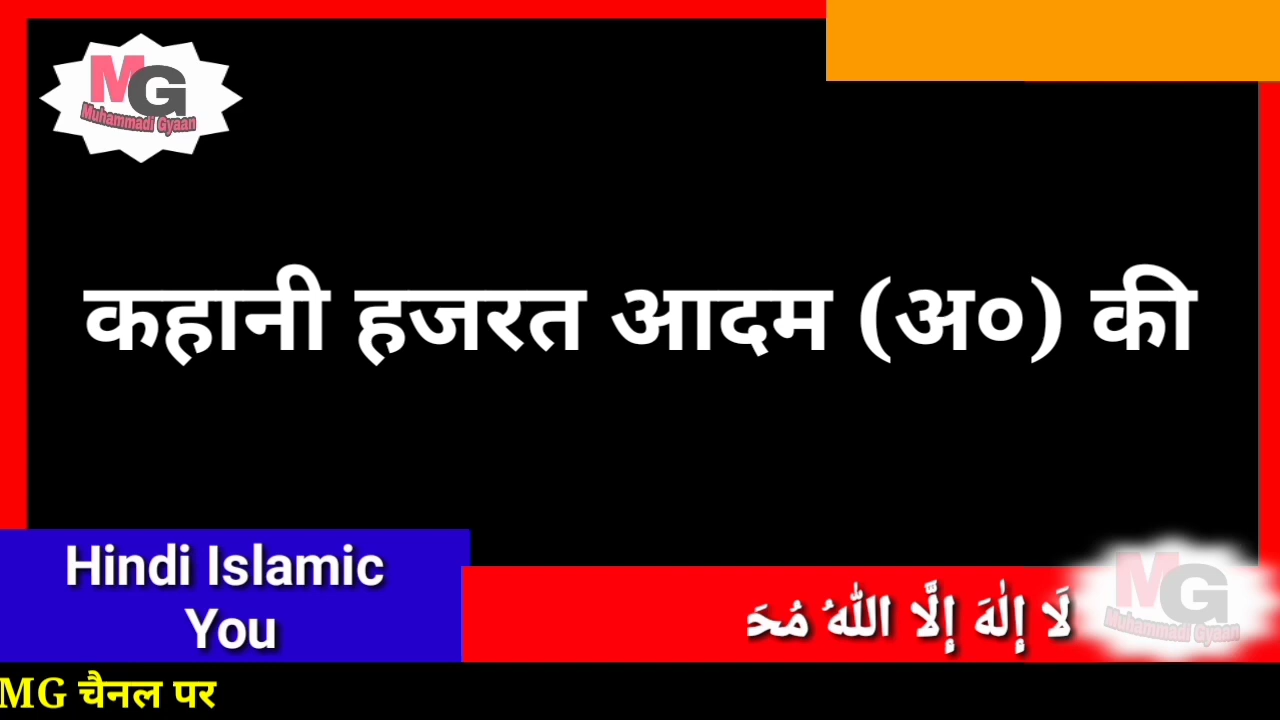 MG
Muhammadi Gyaan
कहानी हजरत आदम (अ०) की
Hindi Islamic
You
لَا إِلٰهَ إِلَّا اللّٰهُ مُحَ
MG
Muhammadi Gyaan
MG चैनल पर